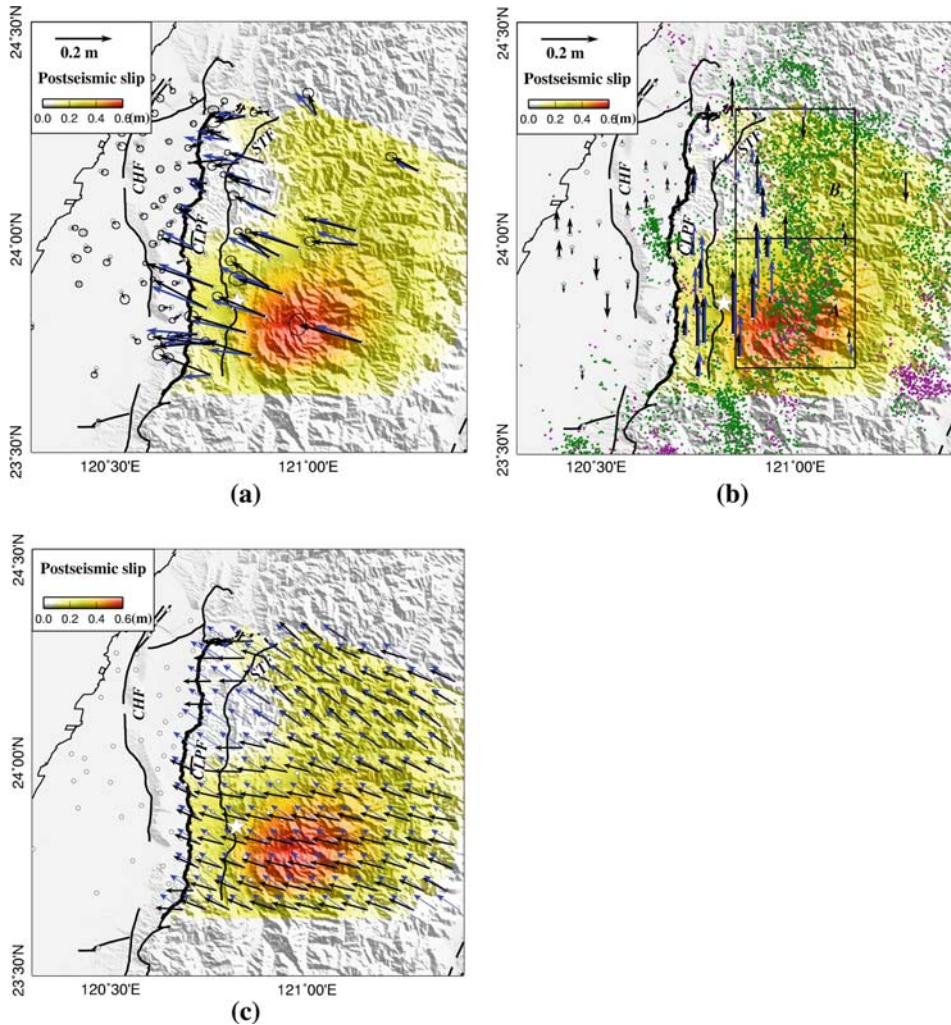 24˚30'N
0.2 m
Postseismic slip
0.0 0.2 0.4 0.6(m)
CHF
STF
CLPF
24˚00'N
23˚30'N
120˚30'E
121˚00'E
(a)
24˚30'N
0.2 m
Postseismic slip
0.0 0.2 0.4 0.6(m)
CHF
STF
CLPF
B
24˚00'N
A
23˚30'N
120˚30'E
121˚00'E
(b)
24˚30'N
Postseismic slip
0.0 0.2 0.4 0.6(m)
CHF
STF
CLPF
24˚00'N
23˚30'N
120˚30'E
121˚00'E
(c)